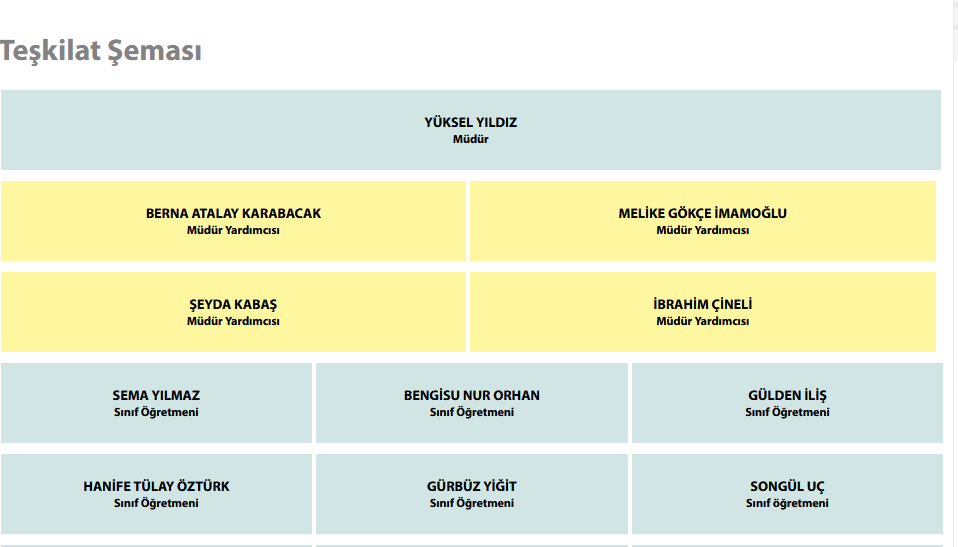 Teşkilat Şeması
YÜKSEL YILDIZ
Müdür
BERNA ATALAY KARABACAK
Müdür Yardımcısı
MELİKE GÖKÇE İMAMOĞLU
Müdür Yardımcısı
ŞEYDA KABAŞ
Müdür Yardımcısı
İBRAHİM ÇİNELİ
Müdür Yardımcısı
SEMA YILMAZ
Sınıf Öğretmeni
BENGİSU NUR ORHAN
Sınıf Öğretmeni
GÜLDEN İLİŞ
Sınıf Öğretmeni
HANİFE TÜLAY ÖZTÜRK
Sınıf Öğretmeni
GÜRBÜZ YİĞİT
Sınıf Öğretmeni
SONGÜL UÇ
Sınıf öğretmeni